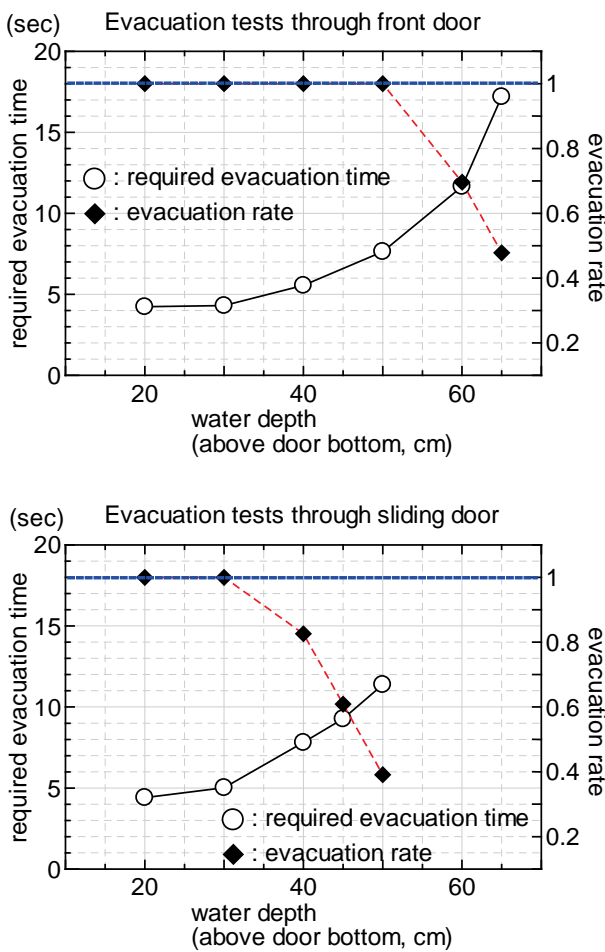 (sec) Evacuation tests through front door
20
15
10
5
0
required evacuation time
: required evacuation time
: evacuation rate
1
0.8
0.6
0.4
0.2
evacuation rate
20 40 60
water depth
(above door bottom, cm)
(sec) Evacuation tests through sliding door
20
15
10
5
0
required evacuation time
: required evacuation time
: evacuation rate
1
0.8
0.6
0.4
0.2
evacuation rate
20 40 60
water depth
(above door bottom, cm)